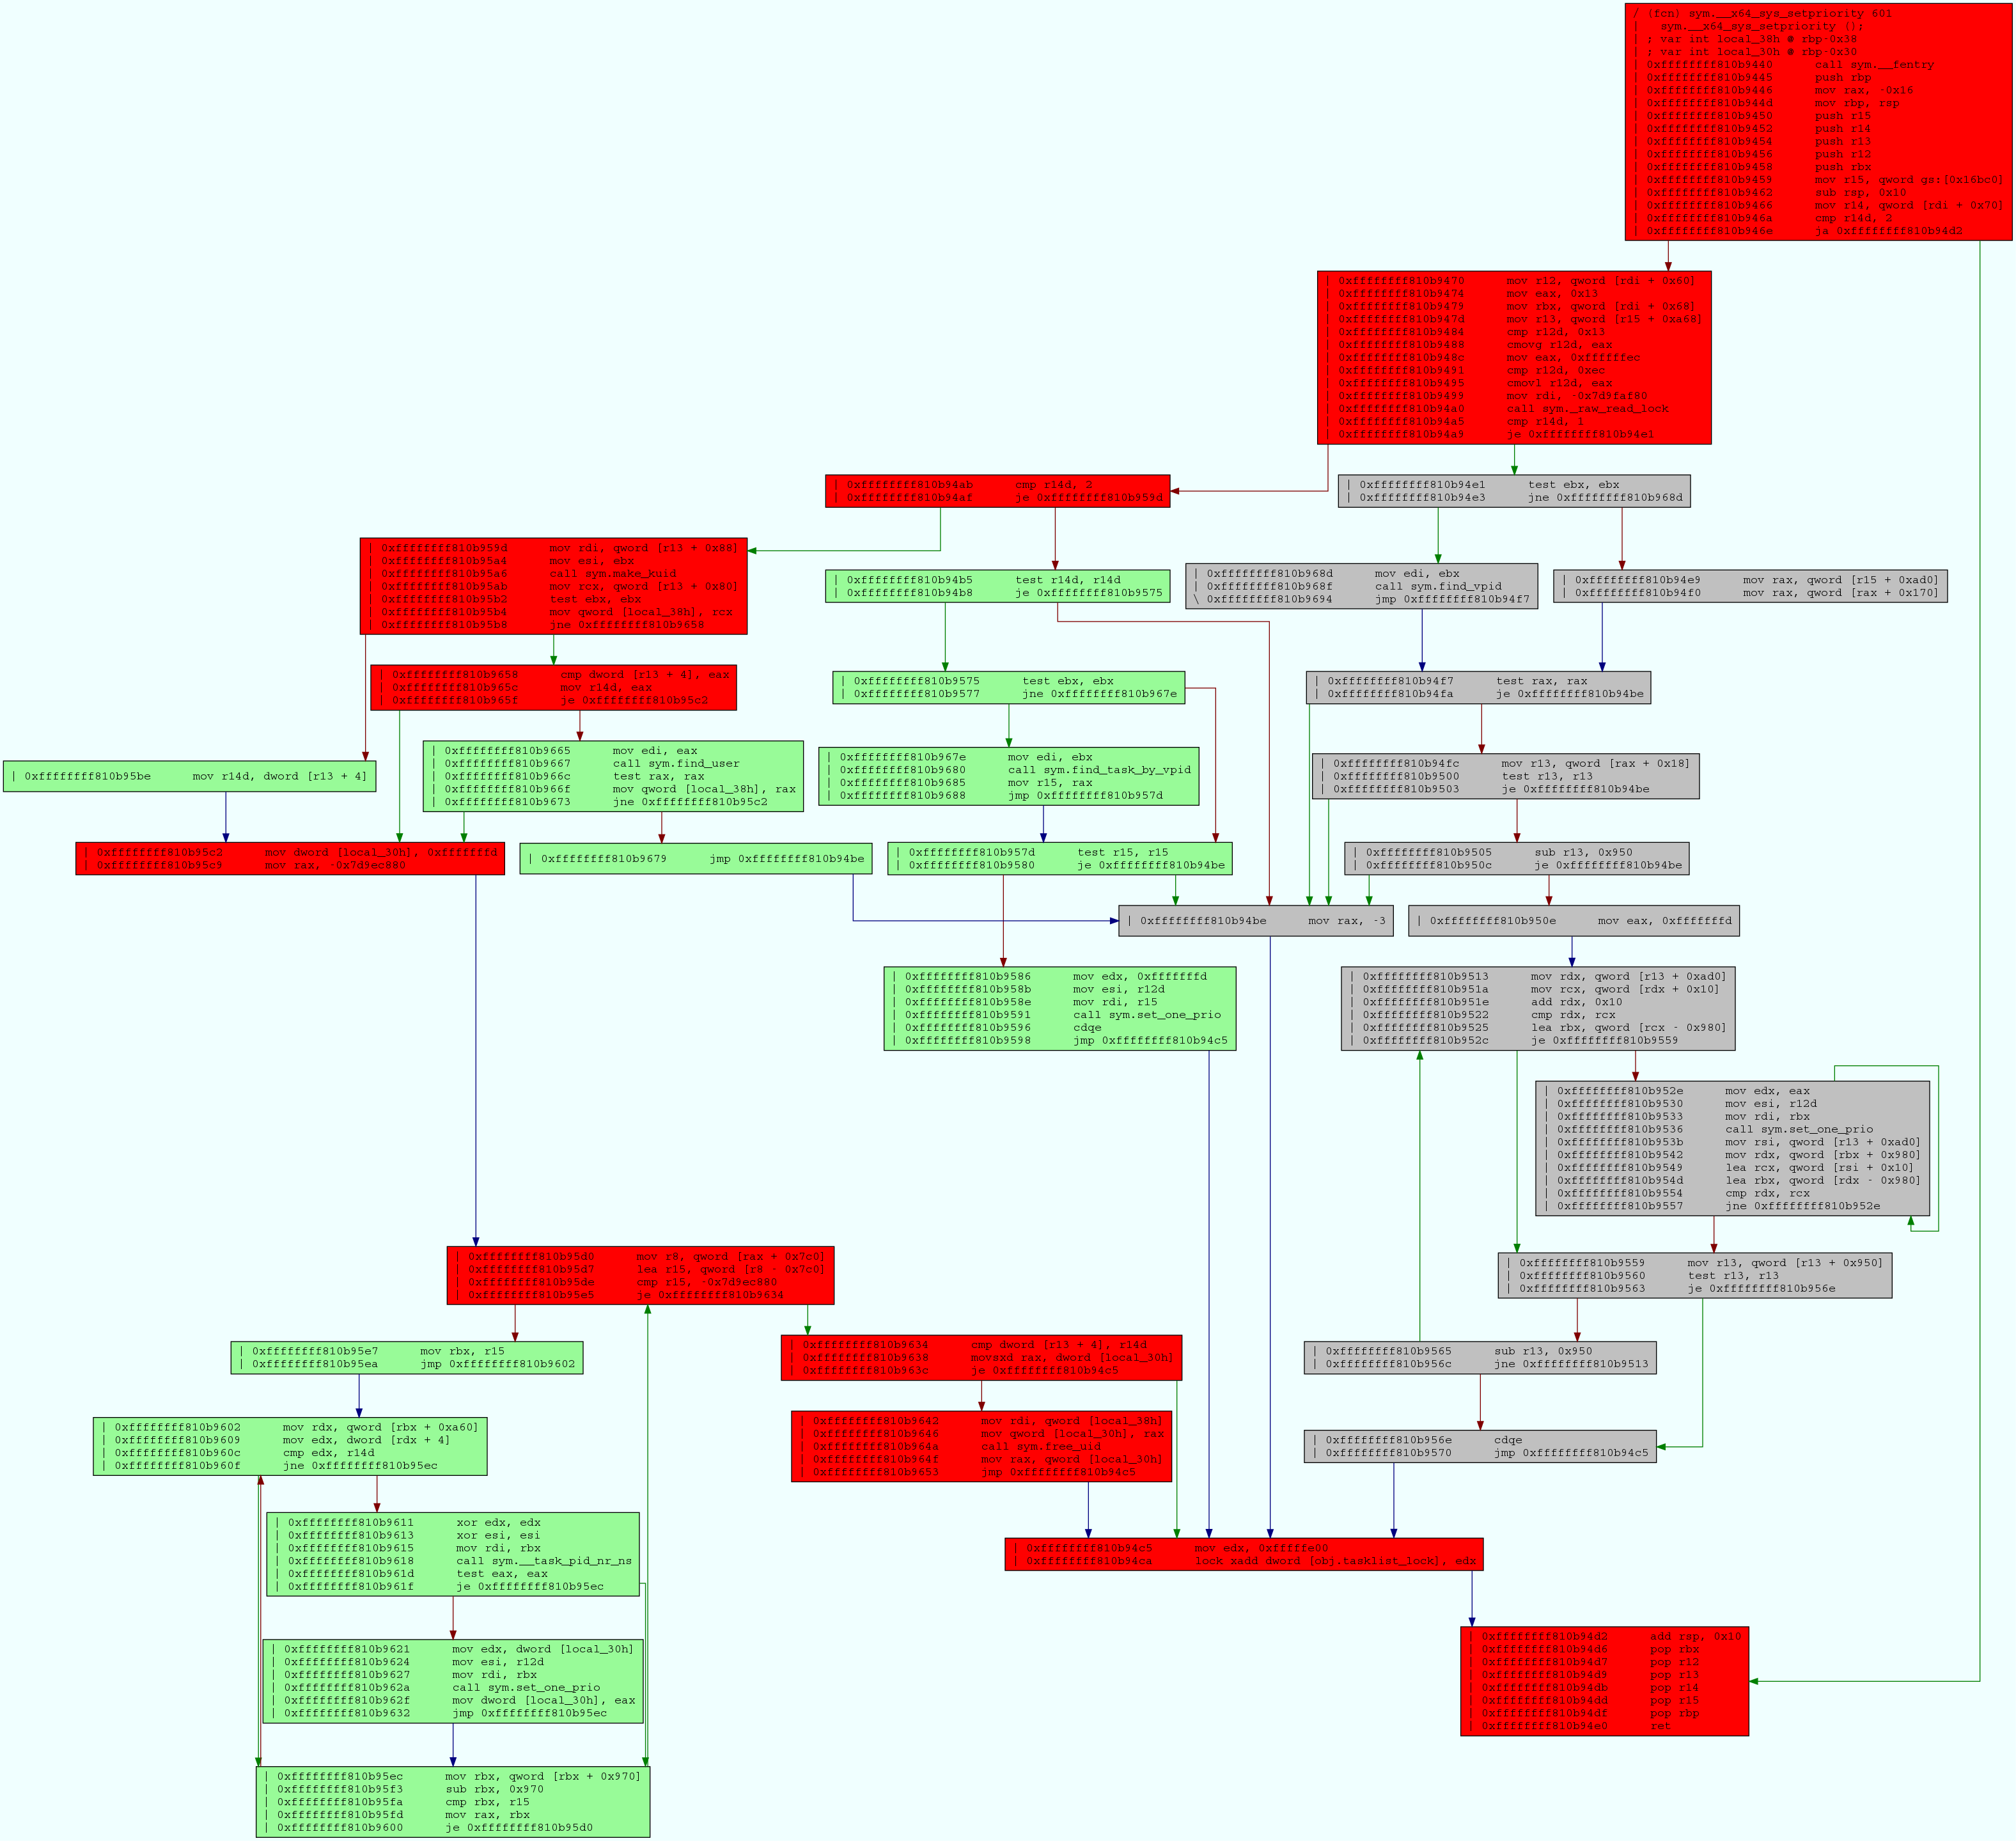 / (fcn) sym.__x64_sys_setpriority 601
|   sym.__x64_sys_setpriority ();
| ; var int local_38h @ rbp-0x38
| ; var int local_30h @ rbp-0x30
| 0xffffffff810b9440      call sym.__fentry
| 0xffffffff810b9445      push rbp
| 0xffffffff810b9446      mov rax, -0x16
| 0xffffffff810b944d      mov rbp, rsp
| 0xffffffff810b9450      push r15
| 0xffffffff810b9452      push r14
| 0xffffffff810b9454      push r13
| 0xffffffff810b9456      push r12
| 0xffffffff810b9458      push rbx
| 0xffffffff810b9459      mov r15, qword gs:[0x16bc0]
| 0xffffffff810b9462      sub rsp, 0x10
| 0xffffffff810b9466      mov r14, qword [rdi + 0x70]
| 0xffffffff810b946a      cmp r14d, 2
| 0xffffffff810b946e      ja 0xffffffff810b94d2
| 0xffffffff810b9470      mov r12, qword [rdi + 0x60]
| 0xffffffff810b9474      mov eax, 0x13
| 0xffffffff810b9479      mov rbx, qword [rdi + 0x68]
| 0xffffffff810b947d      mov r13, qword [r15 + 0xa68]
| 0xffffffff810b9484      cmp r12d, 0x13
| 0xffffffff810b9488      cmovg r12d, eax
| 0xffffffff810b948c      mov eax, 0xffffffec
| 0xffffffff810b9491      cmp r12d, 0xec
| 0xffffffff810b9495      cmovl r12d, eax
| 0xffffffff810b9499      mov rdi, -0x7d9faf80
| 0xffffffff810b94a0      call sym._raw_read_lock
| 0xffffffff810b94a5      cmp r14d, 1
| 0xffffffff810b94a9      je 0xffffffff810b94e1
| 0xffffffff810b94ab      cmp r14d, 2
| 0xffffffff810b94af      je 0xffffffff810b959d
| 0xffffffff810b94e1      test ebx, ebx
| 0xffffffff810b94e3      jne 0xffffffff810b968d
| 0xffffffff810b959d      mov rdi, qword [r13 + 0x88]
| 0xffffffff810b95a4      mov esi, ebx
| 0xffffffff810b95a6      call sym.make_kuid
| 0xffffffff810b95ab      mov rcx, qword [r13 + 0x80]
| 0xffffffff810b95b2      test ebx, ebx
| 0xffffffff810b95b4      mov qword [local_38h], rcx
| 0xffffffff810b95b8      jne 0xffffffff810b9658
| 0xffffffff810b94b5      test r14d, r14d
| 0xffffffff810b94b8      je 0xffffffff810b9575
| 0xffffffff810b968d      mov edi, ebx
| 0xffffffff810b968f      call sym.find_vpid
\ 0xffffffff810b9694      jmp 0xffffffff810b94f7
| 0xffffffff810b94e9      mov rax, qword [r15 + 0xad0]
| 0xffffffff810b94f0      mov rax, qword [rax + 0x170]
| 0xffffffff810b9658      cmp dword [r13 + 4], eax
| 0xffffffff810b965c      mov r14d, eax
| 0xffffffff810b965f      je 0xffffffff810b95c2
| 0xffffffff810b9575      test ebx, ebx
| 0xffffffff810b9577      jne 0xffffffff810b967e
| 0xffffffff810b94f7      test rax, rax
| 0xffffffff810b94fa      je 0xffffffff810b94be
| 0xffffffff810b95be      mov r14d, dword [r13 + 4]
| 0xffffffff810b9665      mov edi, eax
| 0xffffffff810b9667      call sym.find_user
| 0xffffffff810b966c      test rax, rax
| 0xffffffff810b966f      mov qword [local_38h], rax
| 0xffffffff810b9673      jne 0xffffffff810b95c2
| 0xffffffff810b967e      mov edi, ebx
| 0xffffffff810b9680      call sym.find_task_by_vpid
| 0xffffffff810b9685      mov r15, rax
| 0xffffffff810b9688      jmp 0xffffffff810b957d
| 0xffffffff810b94fc      mov r13, qword [rax + 0x18]
| 0xffffffff810b9500      test r13, r13
| 0xffffffff810b9503      je 0xffffffff810b94be
| 0xffffffff810b95c2      mov dword [local_30h], 0xfffffffd
| 0xffffffff810b95c9      mov rax, -0x7d9ec880
| 0xffffffff810b9679      jmp 0xffffffff810b94be
| 0xffffffff810b957d      test r15, r15
| 0xffffffff810b9580      je 0xffffffff810b94be
| 0xffffffff810b9505      sub r13, 0x950
| 0xffffffff810b950c      je 0xffffffff810b94be
| 0xffffffff810b94be      mov rax, -3
| 0xffffffff810b950e      mov eax, 0xfffffffd
| 0xffffffff810b9586      mov edx, 0xfffffffd
| 0xffffffff810b958b      mov esi, r12d
| 0xffffffff810b958e      mov rdi, r15
| 0xffffffff810b9591      call sym.set_one_prio
| 0xffffffff810b9596      cdqe
| 0xffffffff810b9598      jmp 0xffffffff810b94c5
| 0xffffffff810b9513      mov rdx, qword [r13 + 0xad0]
| 0xffffffff810b951a      mov rcx, qword [rdx + 0x10]
| 0xffffffff810b951e      add rdx, 0x10
| 0xffffffff810b9522      cmp rdx, rcx
| 0xffffffff810b9525      lea rbx, qword [rcx - 0x980]
| 0xffffffff810b952c      je 0xffffffff810b9559
| 0xffffffff810b952e      mov edx, eax
| 0xffffffff810b9530      mov esi, r12d
| 0xffffffff810b9533      mov rdi, rbx
| 0xffffffff810b9536      call sym.set_one_prio
| 0xffffffff810b953b      mov rsi, qword [r13 + 0xad0]
| 0xffffffff810b9542      mov rdx, qword [rbx + 0x980]
| 0xffffffff810b9549      lea rcx, qword [rsi + 0x10]
| 0xffffffff810b954d      lea rbx, qword [rdx - 0x980]
| 0xffffffff810b9554      cmp rdx, rcx
| 0xffffffff810b9557      jne 0xffffffff810b952e
| 0xffffffff810b95d0      mov r8, qword [rax + 0x7c0]
| 0xffffffff810b95d7      lea r15, qword [r8 - 0x7c0]
| 0xffffffff810b95de      cmp r15, -0x7d9ec880
| 0xffffffff810b95e5      je 0xffffffff810b9634
| 0xffffffff810b9559      mov r13, qword [r13 + 0x950]
| 0xffffffff810b9560      test r13, r13
| 0xffffffff810b9563      je 0xffffffff810b956e
| 0xffffffff810b95e7      mov rbx, r15
| 0xffffffff810b95ea      jmp 0xffffffff810b9602
| 0xffffffff810b9634      cmp dword [r13 + 4], r14d
| 0xffffffff810b9638      movsxd rax, dword [local_30h]
| 0xffffffff810b963c      je 0xffffffff810b94c5
| 0xffffffff810b9565      sub r13, 0x950
| 0xffffffff810b956c      jne 0xffffffff810b9513
| 0xffffffff810b9602      mov rdx, qword [rbx + 0xa60]
| 0xffffffff810b9609      mov edx, dword [rdx + 4]
| 0xffffffff810b960c      cmp edx, r14d
| 0xffffffff810b960f      jne 0xffffffff810b95ec
| 0xffffffff810b9642      mov rdi, qword [local_38h]
| 0xffffffff810b9646      mov qword [local_30h], rax
| 0xffffffff810b964a      call sym.free_uid
| 0xffffffff810b964f      mov rax, qword [local_30h]
| 0xffffffff810b9653      jmp 0xffffffff810b94c5
| 0xffffffff810b956e      cdqe
| 0xffffffff810b9570      jmp 0xffffffff810b94c5
| 0xffffffff810b9611      xor edx, edx
| 0xffffffff810b9613      xor esi, esi
| 0xffffffff810b9615      mov rdi, rbx
| 0xffffffff810b9618      call sym.__task_pid_nr_ns
| 0xffffffff810b961d      test eax, eax
| 0xffffffff810b961f      je 0xffffffff810b95ec
| 0xffffffff810b94c5      mov edx, 0xfffffe00
| 0xffffffff810b94ca      lock xadd dword [obj.tasklist_lock], edx
| 0xffffffff810b9621      mov edx, dword [local_30h]
| 0xffffffff810b9624      mov esi, r12d
| 0xffffffff810b9627      mov rdi, rbx
| 0xffffffff810b962a      call sym.set_one_prio
| 0xffffffff810b962f      mov dword [local_30h], eax
| 0xffffffff810b9632      jmp 0xffffffff810b95ec
| 0xffffffff810b94d2      add rsp, 0x10
| 0xffffffff810b94d6      pop rbx
| 0xffffffff810b94d7      pop r12
| 0xffffffff810b94d9      pop r13
| 0xffffffff810b94db      pop r14
| 0xffffffff810b94dd      pop r15
| 0xffffffff810b94df      pop rbp
| 0xffffffff810b94e0      ret
| 0xffffffff810b95ec      mov rbx, qword [rbx + 0x970]
| 0xffffffff810b95f3      sub rbx, 0x970
| 0xffffffff810b95fa      cmp rbx, r15
| 0xffffffff810b95fd      mov rax, rbx
| 0xffffffff810b9600      je 0xffffffff810b95d0